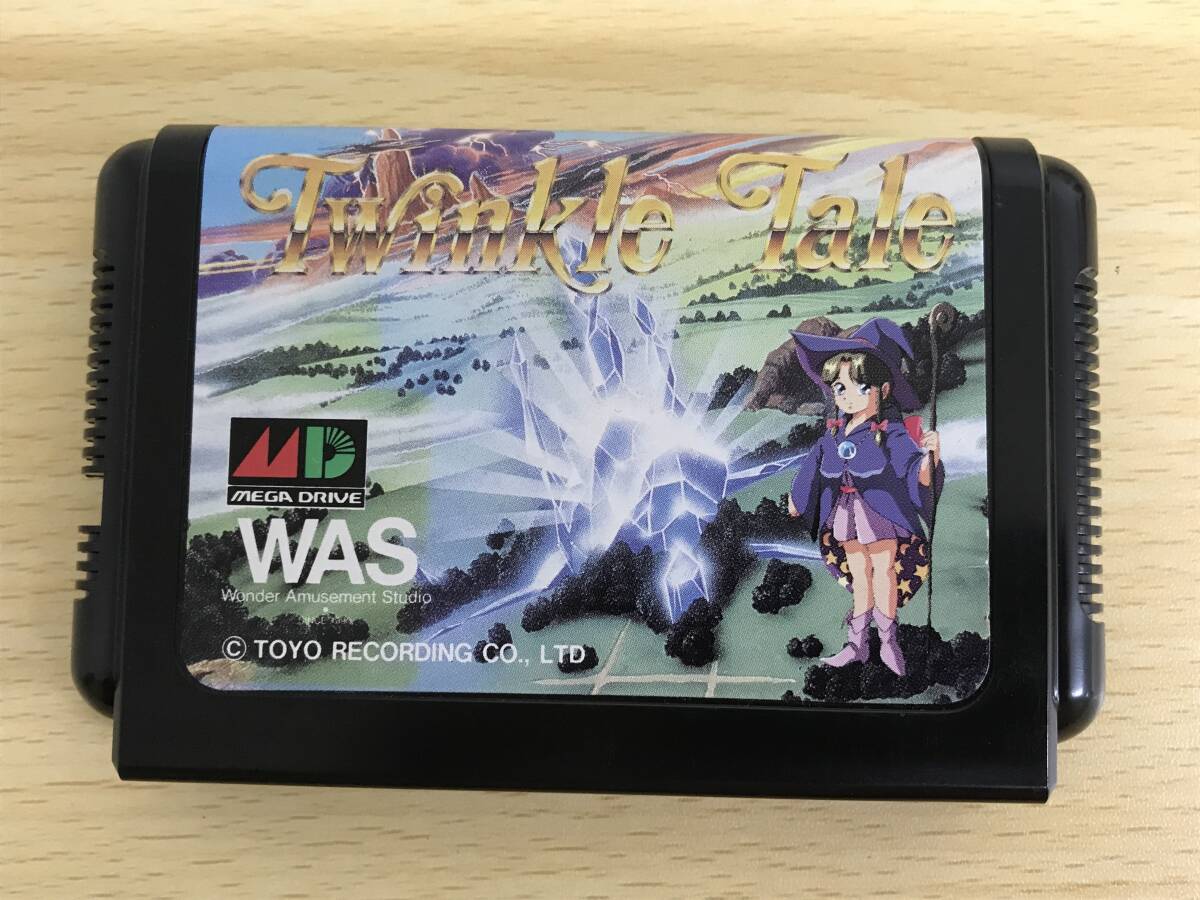 Twinkle Tale
MD
MEGA DRIVE
WAS
Wonder Amusement Studio
© TOYO RECORDING CO., LTD